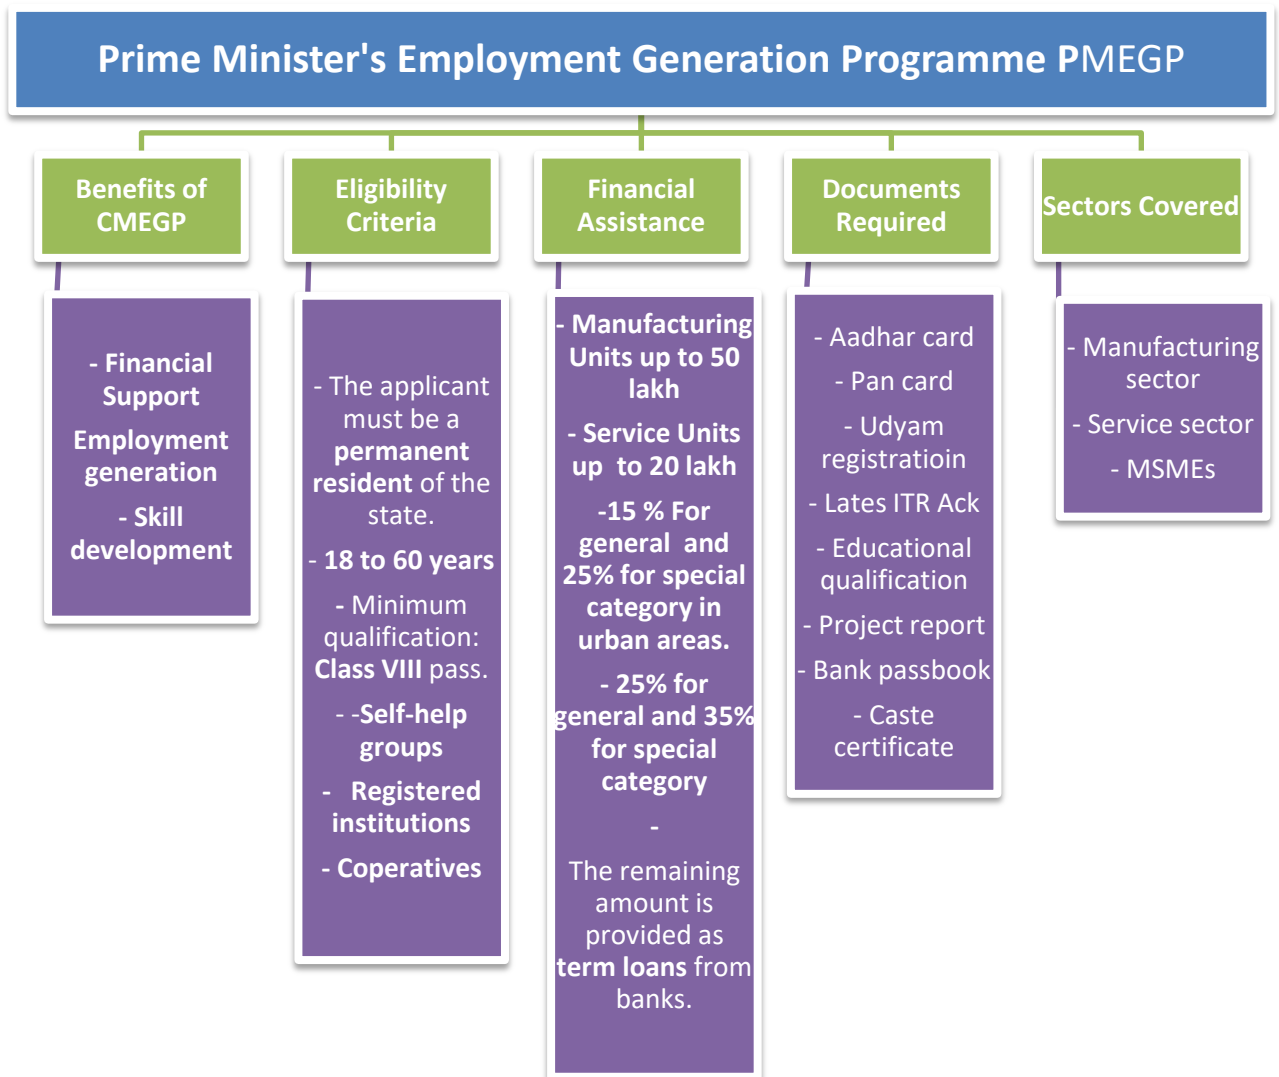 Prime Minister's Employment Generation Programme PMEGP
Benefits of
CMEGP
- Financial
Support
Employment
generation
- Skill
development
Eligibility
Criteria
- The applicant
must be a
permanent
resident of the
state.
- 18 to 60 years
- Minimum
qualification:
Class VIII pass.
- -Self-help
groups
- Registered
institutions
- Coperatives
Financial
Assistance
- Manufacturing
Units up to 50
lakh
- Service Units
up to 20 lakh
-15 % For
general and
25% for special
category in
urban areas.
- 25% for
general and 35%
for special
category
-
The remaining
amount is
provided as
term loans from
banks.
Documents
Required
- Aadhar card
- Pan card
- Udyam
registratioin
- Lates ITR Ack
- Educational
qualification
- Project report
- Bank passbook
- Caste
certificate
Sectors Covered
- Manufacturing
sector
- Service sector
- MSMEs